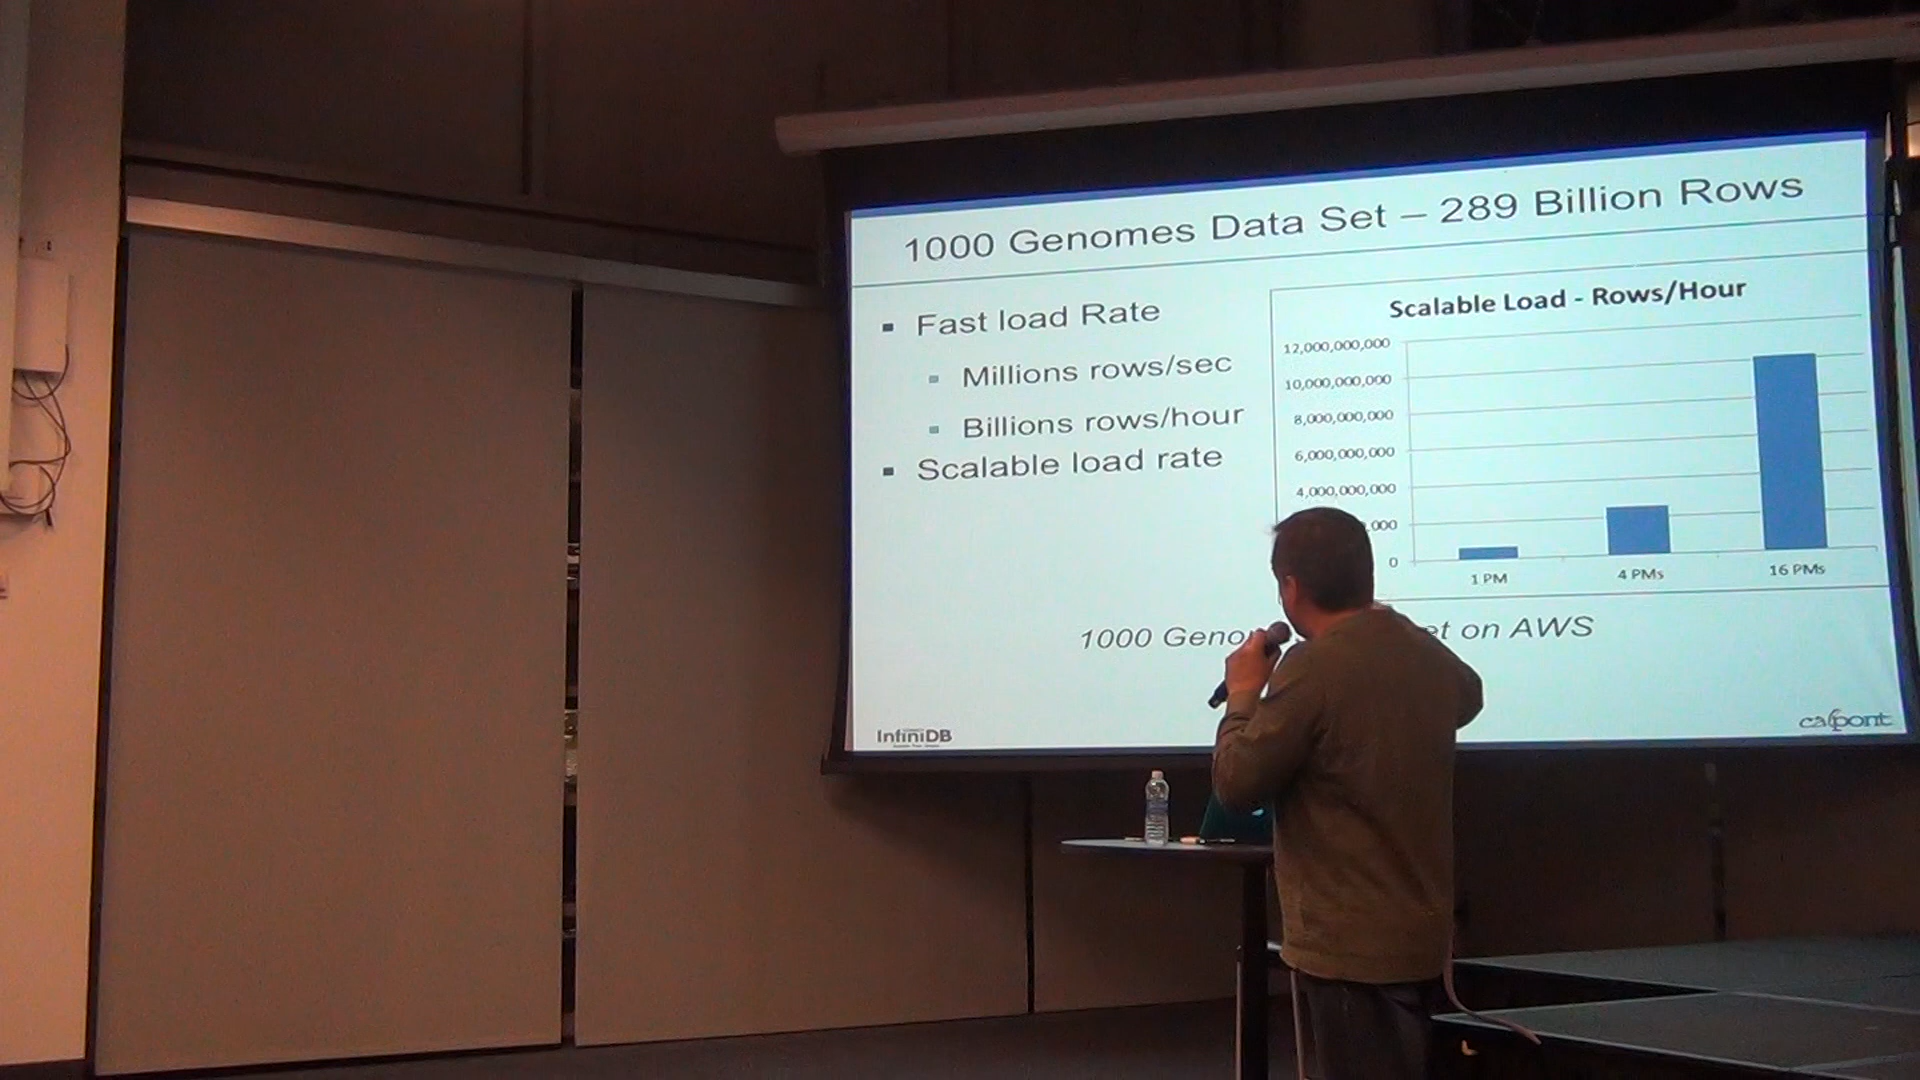 1000 Genomes Data Set – 289 Billion Rows
Fast load Rate
Millions rows/sec
Billions rows/hour
Scalable load rate
Scalable Load - Rows/Hour
12,000,000,000
10,000,000,000
8,000,000,000
6,000,000,000
4,000,000,000
,000
0
1 PM
4 PMs
16 PMs
1000 on AWS
InfiniDB
calpont